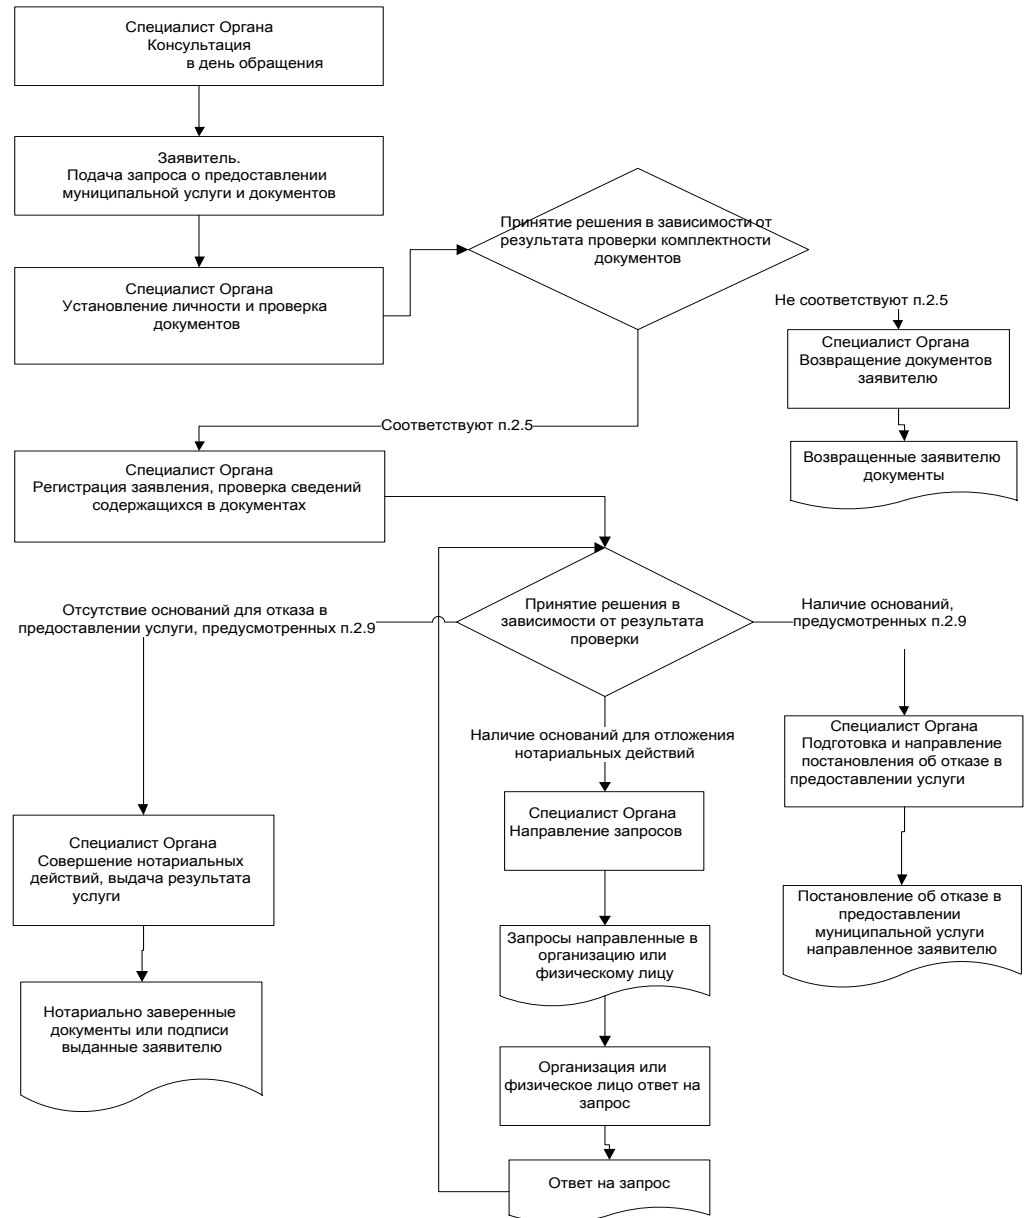 Специалист Органа
Консультация
в день обращения
Заявитель.
Подача запроса о предоставлении
муниципальной услуги и документов
Принятие решения в зависимости от
результата проверки комплектности
документов
Специалист Органа
Установление личности и проверка
документов
Не соответствуют п.2.5
Специалист Органа
Возвращение документов
заявителю
Соответствуют п.2.5
Возвращенные заявителю
документы
Специалист Органа
Регистрация заявления, проверка сведений
содержащихся в документах
Отсутствие оснований для отказа в
предоставлении услуги, предусмотренных п.2.9
Принятие решения в
зависимости от результата
проверки
Наличие оснований,
предусмотренных п.2.9
Наличие оснований для отложения
нотариальных действий
Специалист Органа
Подготовка и направление
постановления об отказе в
предоставлении услуги
Специалист Органа
Направление запросов
Специалист Органа
Совершение нотариальных
действий, выдача результата
услуги
Постановление об отказе в
предоставлении
муниципальной услуги
направленное заявителю
Запросы направленные в
организацию или
физическому лицу
Нотариально заверенные
документы или подписи
выданные заявителю
Организация или
физическое лицо ответ на
запрос
Ответ на запрос